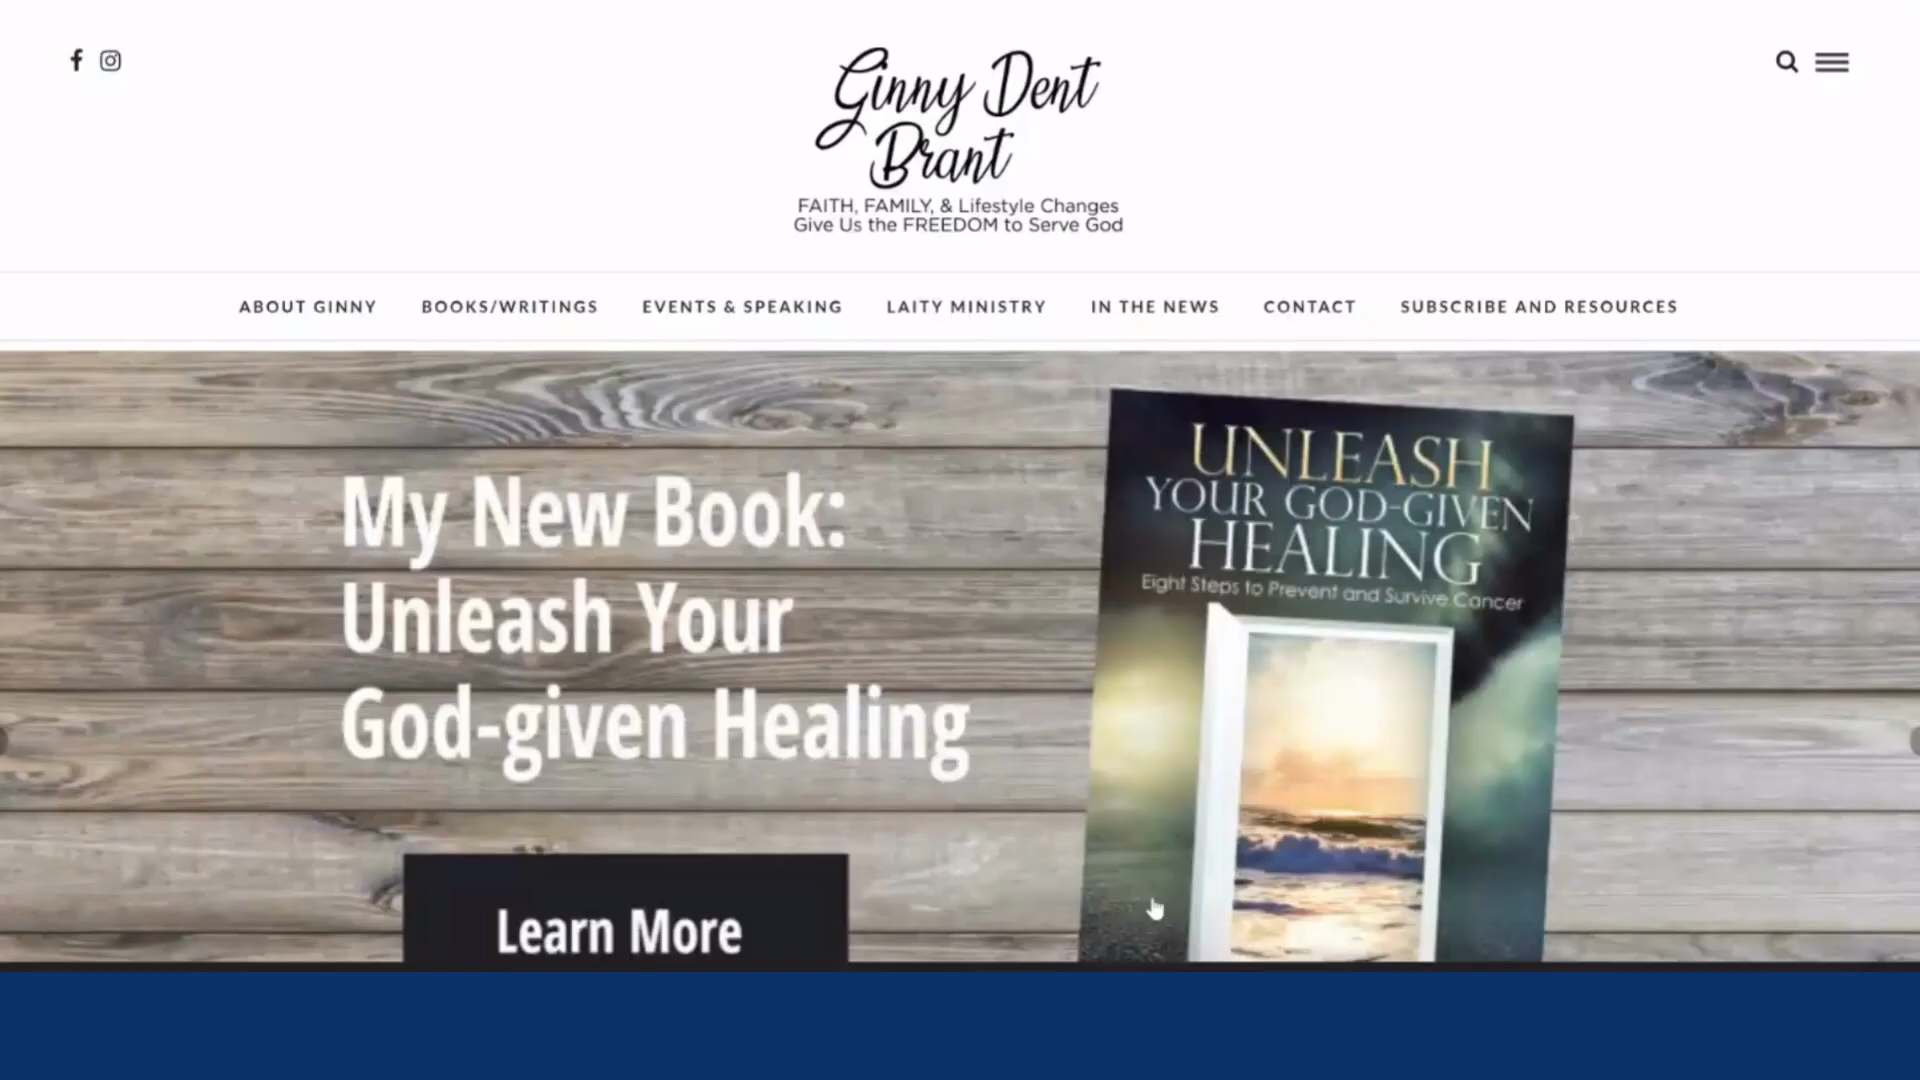 Ginny Dent
Brant
FAITH, FAMILY, & Lifestyle Changes
Give Us the FREEDOM to Serve God
ABOUT GINNY BOOKS/WRITINGS EVENTS & SPEAKING LAITY MINISTRY IN THE NEWS CONTACT SUBSCRIBE AND RESOURCES
My New Book:
Unleash Your
God-given Healing
Learn More
UNLEASH
YOUR GOD-GIVEN
HEALING
Eight Steps to Prevent and Survive Cancer